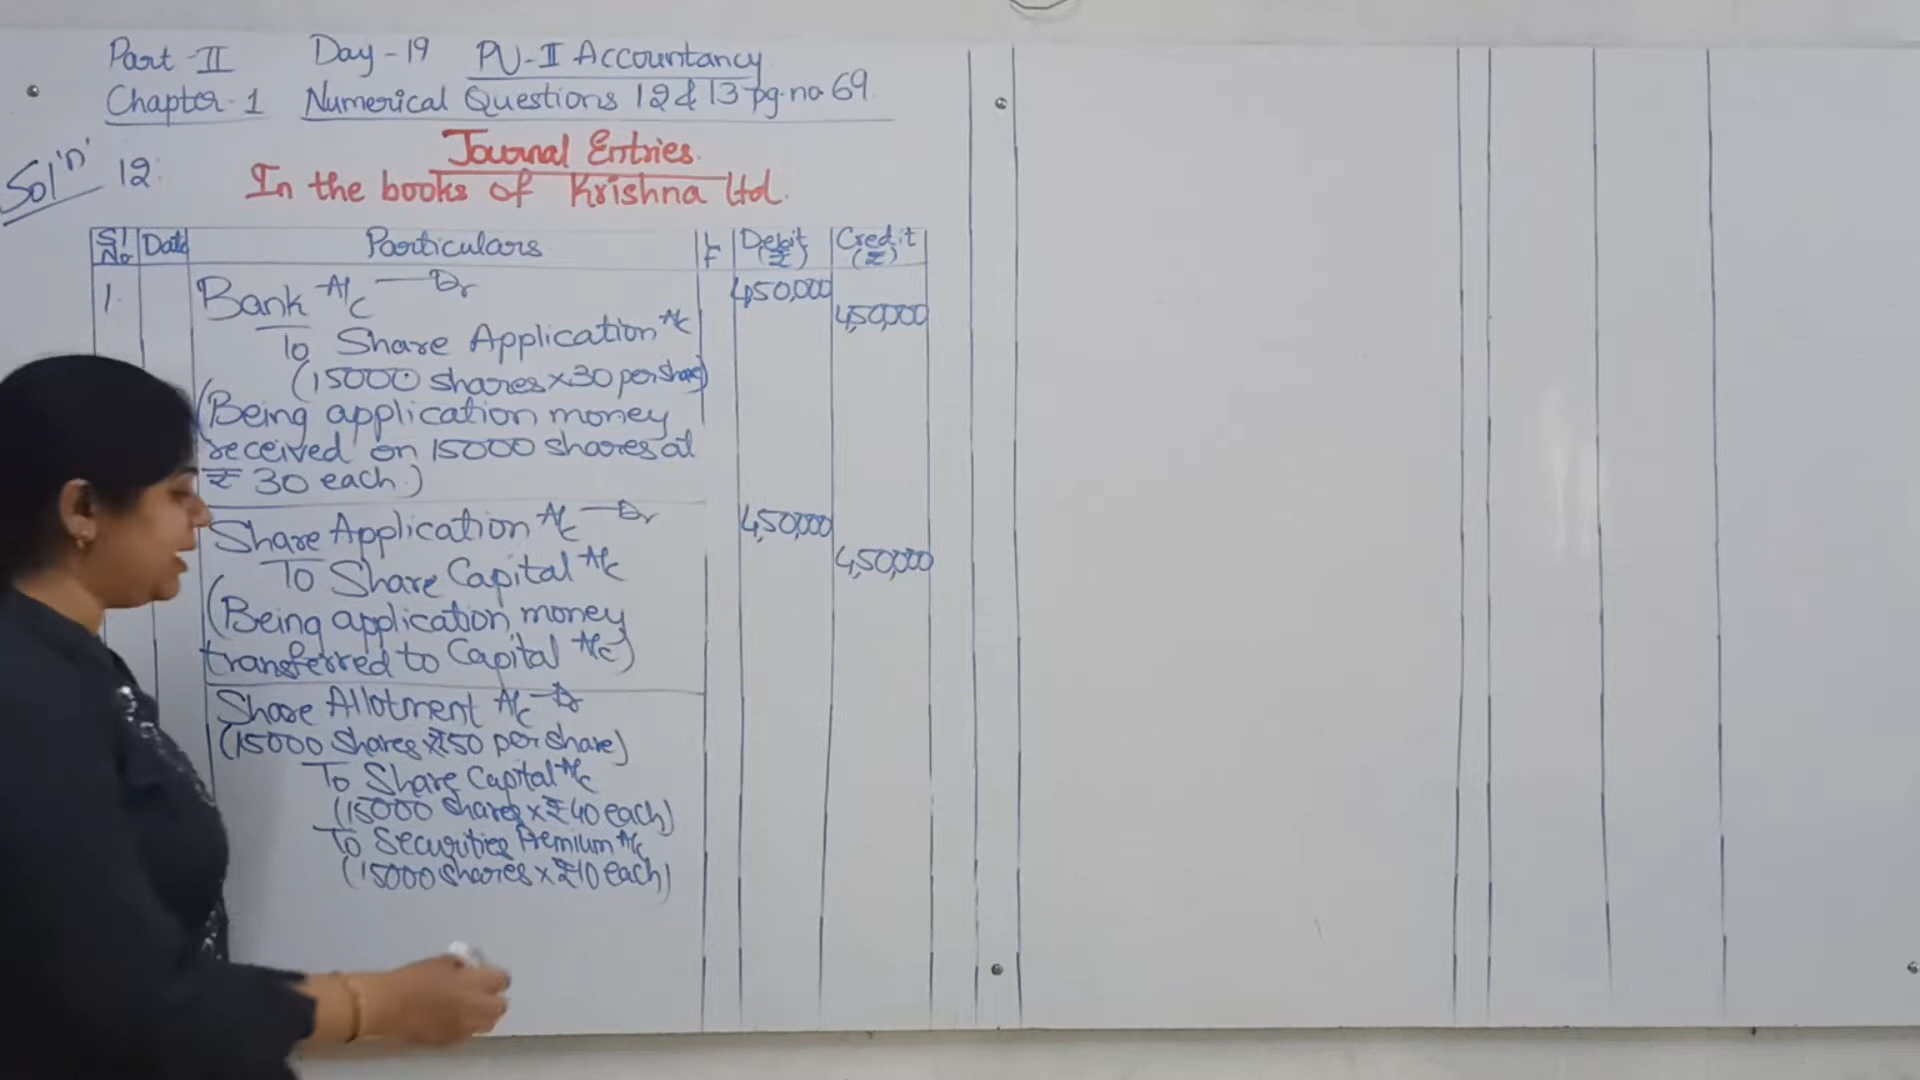 Part-II Day-19 PU-II Accountancy
Chapter-1 Numerical Questions 12 & 13 pg.no 69
Sol'n' 12. Journal Entries.
In the books of Krishna Ltd.
Sl No Date Particulars LF Debit (₹) Credit (₹)
1. Bank A/c —Dr 4,50,000
To Share Application A/c 4,50,000
(15000 shares × 30 per share)
(Being application money
received on 15000 shares at
₹ 30 each.)
Share Application A/c —Dr 4,50,000
To Share Capital A/c 4,50,000
(Being application money
transferred to Capital A/c)
Share Allotment A/c —Dr
(15000 shares × ₹50 per share)
To Share Capital A/c
(15000 shares × ₹40 each)
To Securities Premium A/c
(15000 shares × ₹10 each)